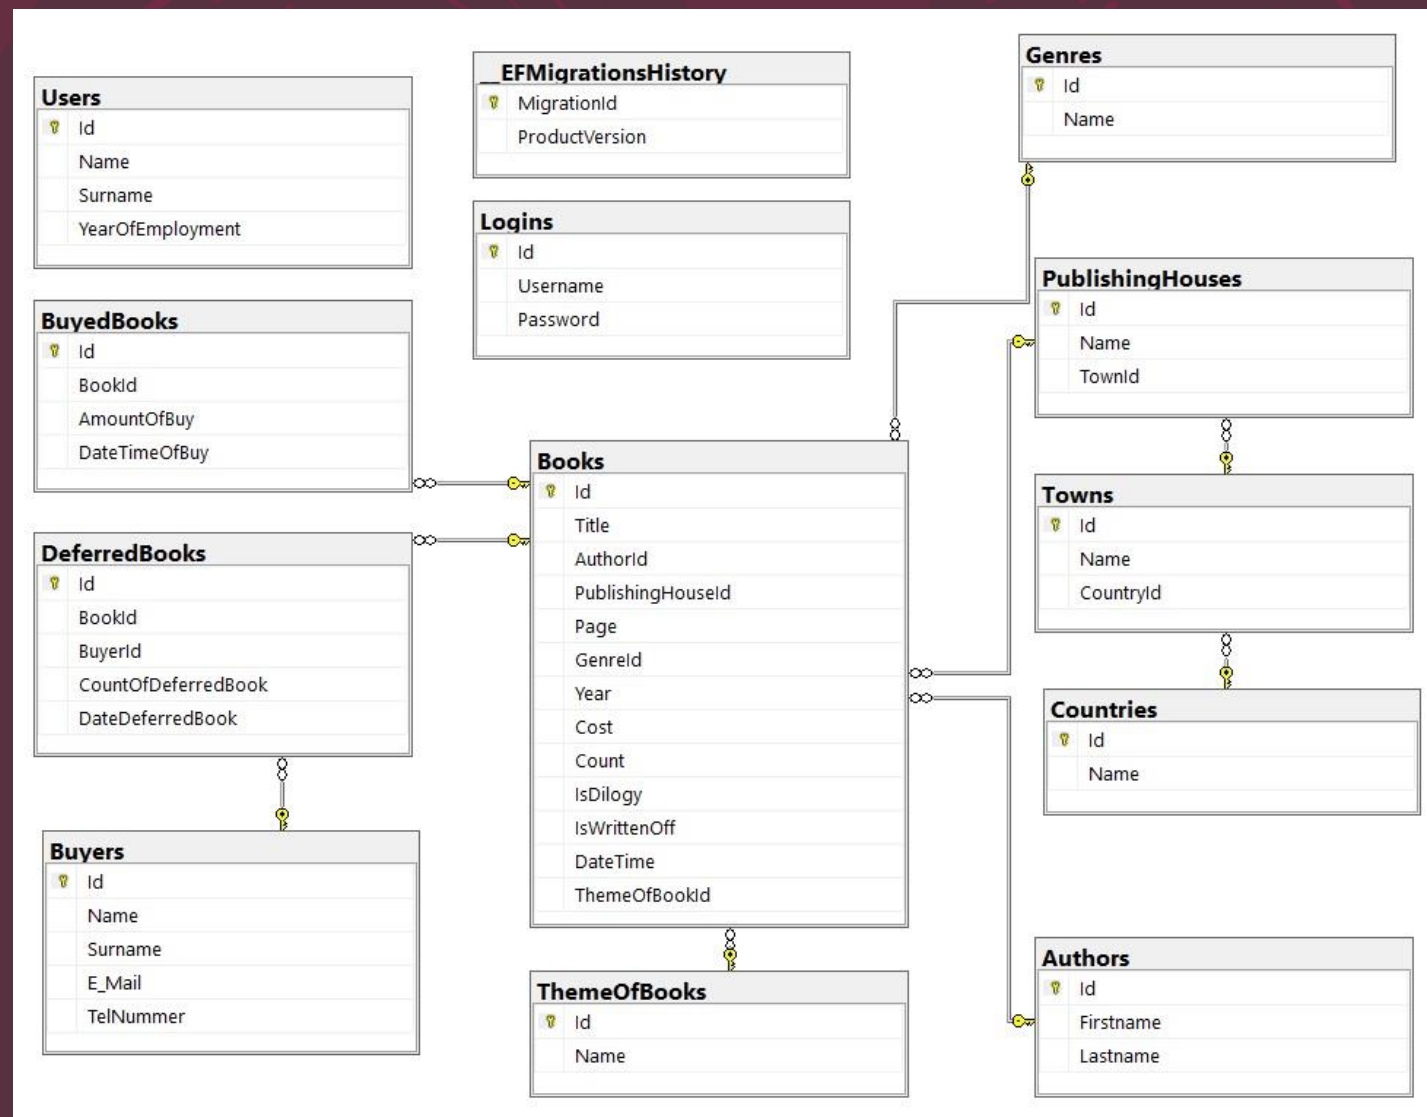 Users
Id
Name
Surname
YearOfEmployment
BuyedBooks
Id
BookId
AmountOfBuy
DateTimeOfBuy
DeferredBooks
Id
BookId
BuyerId
CountOfDeferredBook
DateDeferredBook
Buyers
Id
Name
Surname
E_Mail
TelNummer
__EFMigrationsHistory
MigrationId
ProductVersion
Logins
Id
Username
Password
Books
Id
Title
AuthorId
PublishingHouseId
Page
GenreId
Year
Cost
Count
IsDilogy
IsWrittenOff
DateTime
ThemeOfBookId
ThemeOfBooks
Id
Name
Genres
Id
Name
PublishingHouses
Id
Name
TownId
Towns
Id
Name
CountryId
Countries
Id
Name
Authors
Id
Firstname
Lastname